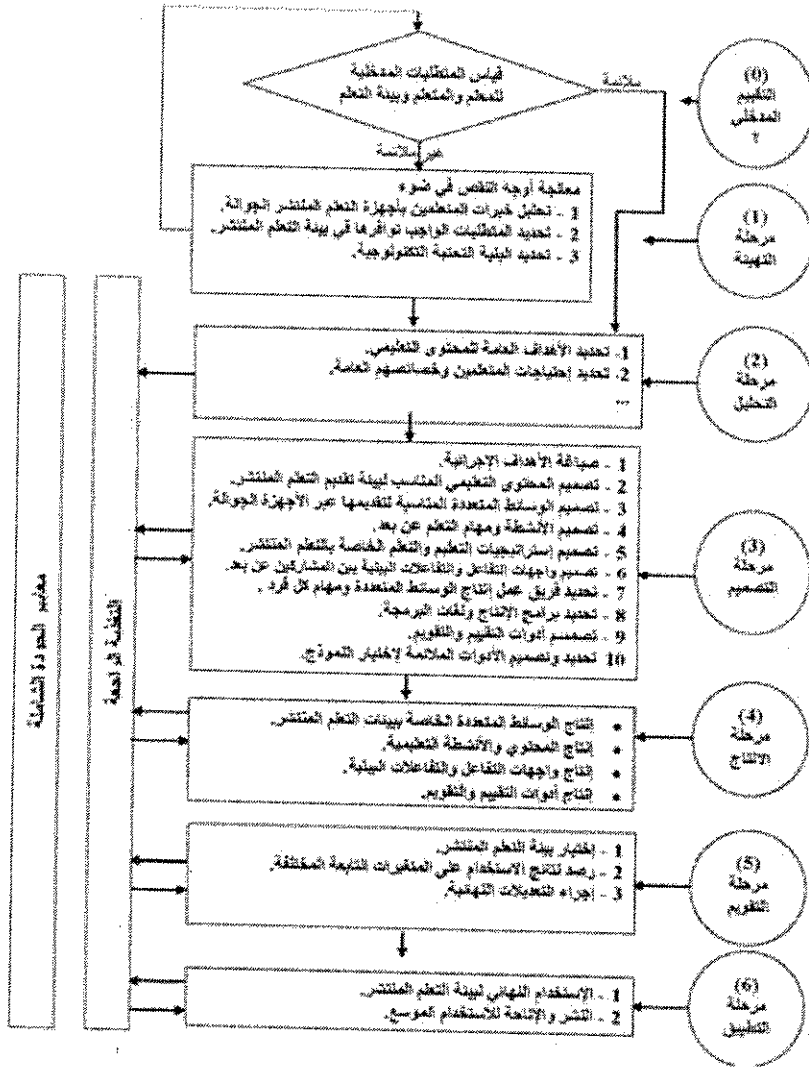 (0)
التقييم
المدخلي
؟
قياس المتطلبات المدخلية
للمعلم والمتعلم وبيئة التعلم
ملائمة
غير ملائمة
(1)
مرحلة
التهيئة
معالجة أوجه النقص في ضوء
1 - تحليل خبرات المتعلمين بأجهزة التعلم المنتشر الجوالة.
2 - تحديد المتطلبات الواجب توافرها في بيئة التعلم المنتشر.
3 - تحديد البنية التحتية التكنولوجية.
(2)
مرحلة
التحليل
1- تحديد الأهداف العامة للمحتوى التعليمي.
2- تحديد إحتياجات المتعلمين وخصائصهم العامة.
...
(3)
مرحلة
التصميم
1 - صياغة الأهداف الإجرائية.
2 - تصميم المحتوى التعليمي المناسب لبيئة تقديم التعلم المنتشر.
3 - تصميم الوسائط المتعددة المناسبة لتقديمها عبر الأجهزة الجوالة.
4 - تصميم الأنشطة ومهام التعلم عن بعد.
5 - تصميم إستراتيجيات التعليم والتعلم الخاصة بالتعلم المنتشر.
6 - تصميم واجهات التفاعل والتفاعلات البينية بين المشاركين عن بعد.
7 - تحديد فريق عمل إنتاج الوسائط المتعددة ومهام كل فرد .
8 - تحديد برامج الإنتاج ولغات البرمجة.
9 - تصميم أدوات التقييم والتقويم.
10 تحديد وتصميم الأدوات الملائمة لإختبار النموذج.
(4)
مرحلة
الانتاج
* إنتاج الوسائط المتعددة الخاصة ببيئات التعلم المنتشر.
* إنتاج المحتوي والأنشطة التعليمية.
* إنتاج واجهات التفاعل والتفاعلات البينية.
* إنتاج أدوات التقييم والتقويم.
(5)
مرحلة
التقويم
1 - إختبار بيئة التعلم المنتشر.
2 - رصد نتائج الاستخدام على المتغيرات التابعة المختلفة.
3 - إجراء التعديلات النهائية.
(6)
مرحلة
التطبيق
1 - الإستخدام النهائي لبيئة التعلم المنتشر.
2 - النشر والإتاحة للاستخدام الموسع.
التغذية الراجعة
معايير الجودة الشاملة